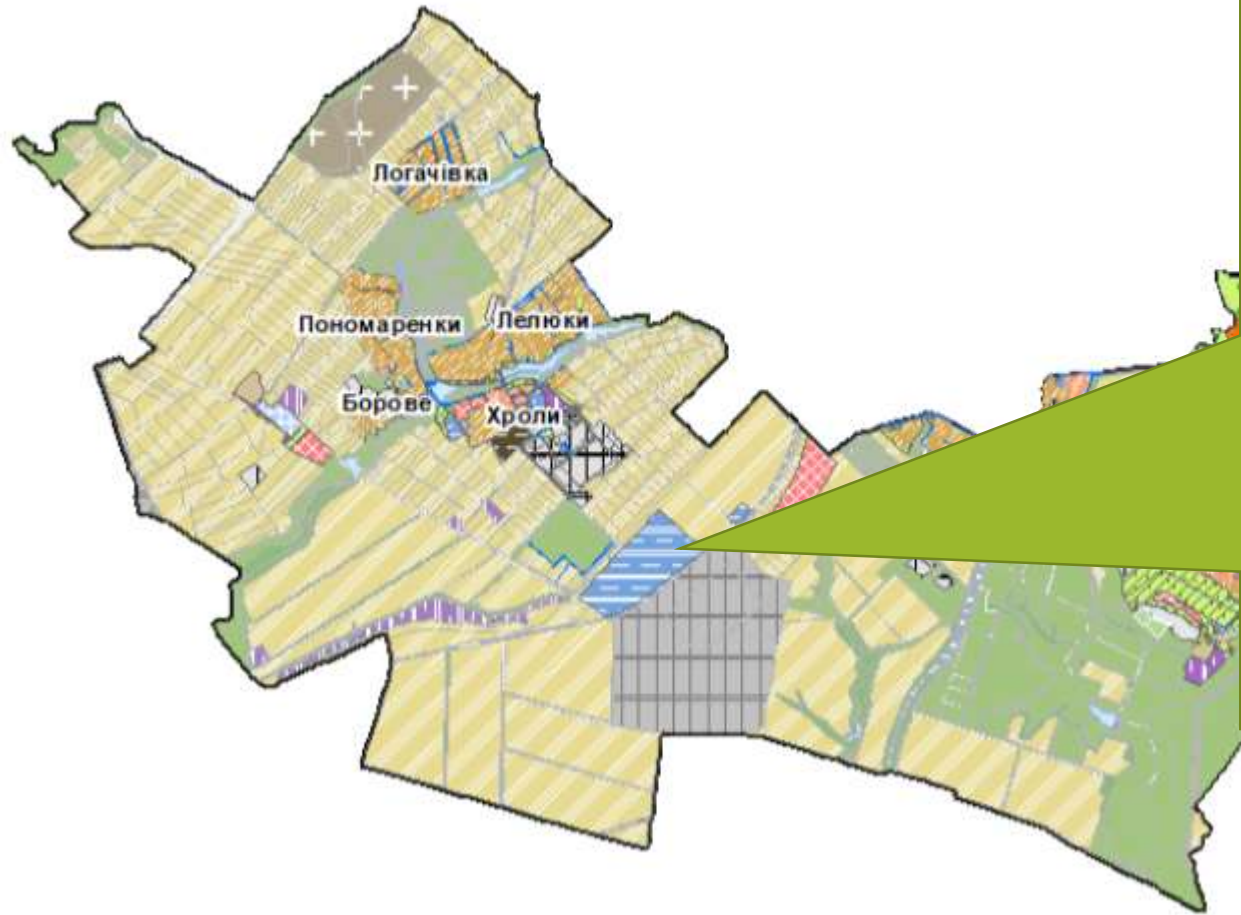 Логачівка
Пономаренки
Лелюки
Борове
Хроли